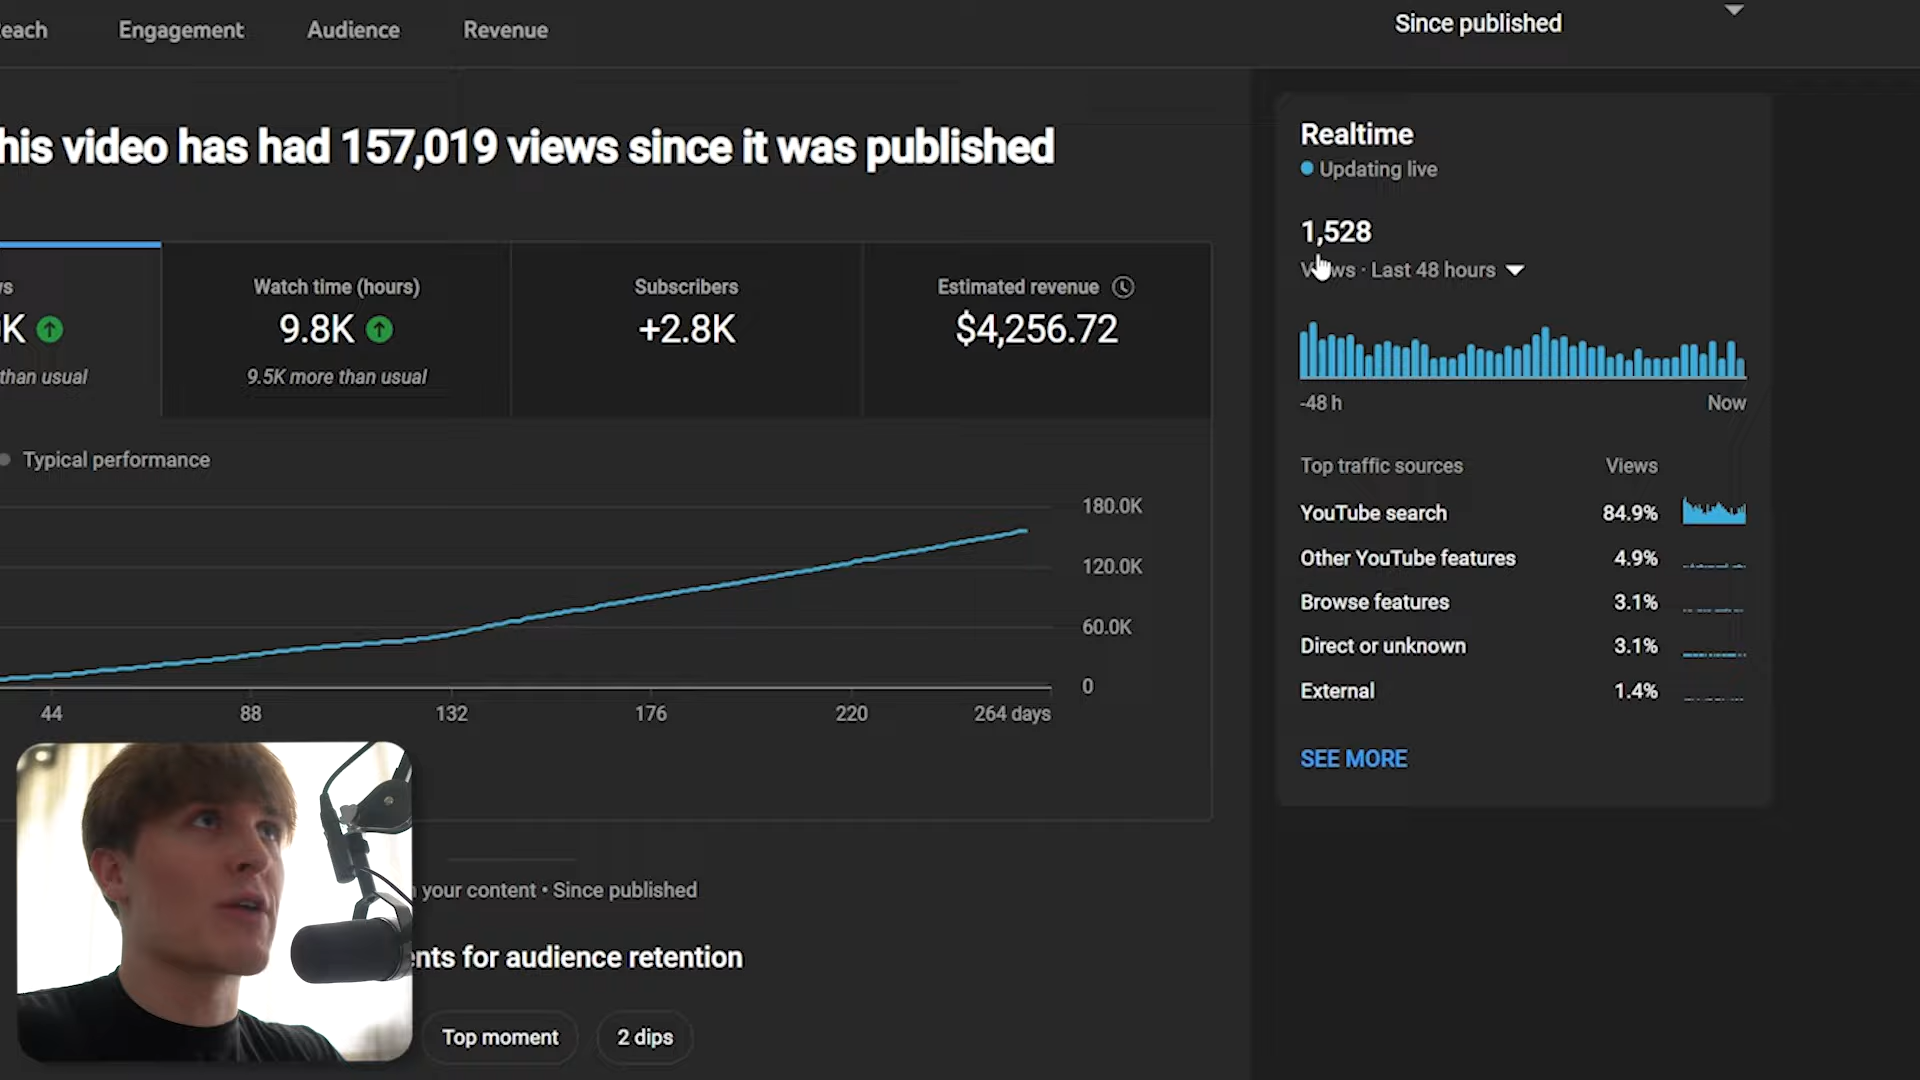 each
Engagement
Audience
Revenue
Since published
his video has had 157,019 views since it was published
s
K
than usual
Watch time (hours)
9.8K
9.5K more than usual
Subscribers
+2.8K
Estimated revenue
$4,256.72
Typical performance
180.0K
120.0K
60.0K
0
44
88
132
176
220
264 days
Realtime
Updating live
1,528
Views · Last 48 hours
-48 h
Now
Top traffic sources
Views
YouTube search
84.9%
Other YouTube features
4.9%
Browse features
3.1%
Direct or unknown
3.1%
External
1.4%
SEE MORE
your content • Since published
nts for audience retention
Top moment
2 dips